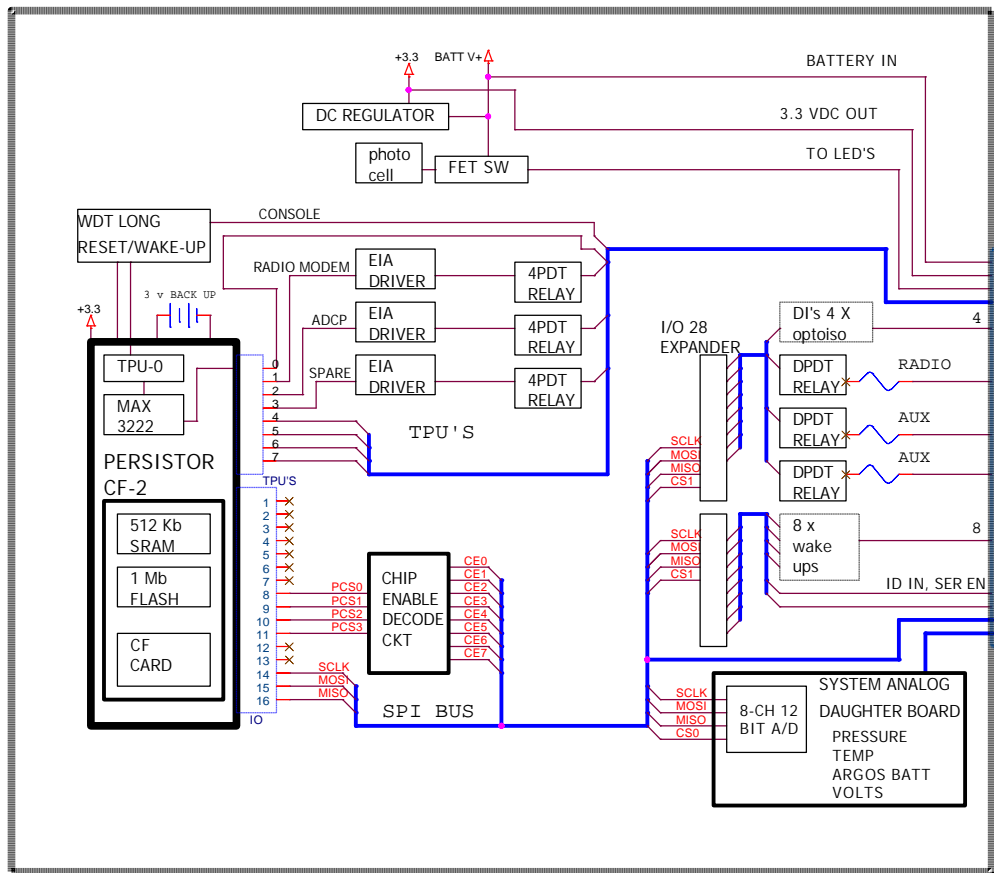 +3.3
BATT V+
BATTERY IN
DC REGULATOR
3.3 VDC OUT
photo
cell
FET SW
TO LED'S
WDT LONG
RESET/WAKE-UP
CONSOLE
RADIO MODEM
EIA
DRIVER
4PDT
RELAY
3 v BACK UP
+3.3
ADCP
EIA
DRIVER
4PDT
RELAY
SPARE
EIA
DRIVER
4PDT
RELAY
TPU'S
TPU-0
MAX
3222
PERSISTOR
CF-2
512 Kb
SRAM
1 Mb
FLASH
CF
CARD
0
1
2
3
4
5
6
7
TPU'S
1
2
3
4
5
6
7
8
9
10
11
12
13
14
15
16
IO
PCS0
PCS1
PCS2
PCS3
SCLK
MOSI
MISO
CHIP
ENABLE
DECODE
CKT
CE0
CE1
CE2
CE3
CE4
CE5
CE6
CE7
SPI BUS
I/O 28
EXPANDER
SCLK
MOSI
MISO
CS1
SCLK
MOSI
MISO
CS1
DI's 4 X
optoiso
4
DPDT
RELAY
RADIO
DPDT
RELAY
AUX
DPDT
RELAY
AUX
8 x
wake
ups
8
ID IN, SER EN
SCLK
MOSI
MISO
CS0
8-CH 12
BIT A/D
SYSTEM ANALOG
DAUGHTER BOARD
PRESSURE
TEMP
ARGOS BATT
VOLTS